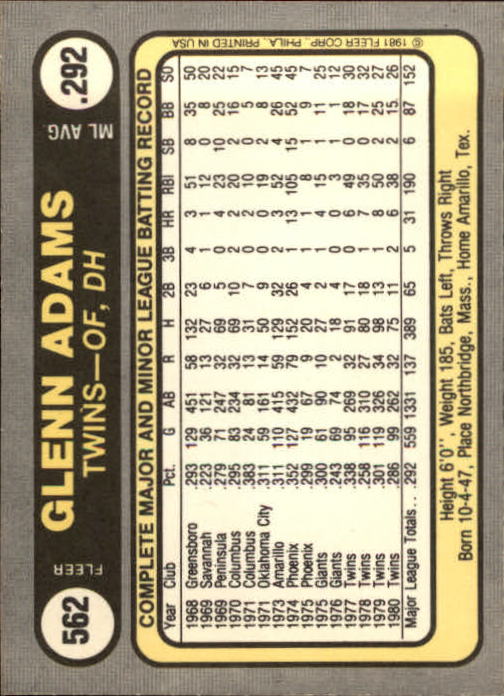 562
FLEER
GLENN ADAMS
TWINS—OF, DH
ML AVG
.292
COMPLETE MAJOR AND MINOR LEAGUE BATTING RECORD
Year Club Pct. G AB R H 2B 3B HR RBI SB BB SO
1968 Greensboro .293 129 451 58 132 23 4 3 51 8 35 50
1969 Savannah .223 36 121 13 27 6 1 1 12 0 8 20
1969 Peninsula .279 71 247 32 69 5 0 4 23 10 25 22
1970 Columbus .295 83 234 32 69 10 2 4 20 2 16 15
1971 Columbus .383 24 81 13 31 7 0 2 10 0 5 7
1971 Oklahoma City .311 59 161 14 50 9 0 0 19 2 8 13
1973 Amarillo .311 110 415 59 129 32 2 3 52 4 26 45
1974 Phoenix .352 127 432 79 152 26 1 13 105 15 52 45
1975 Phoenix .299 19 67 9 20 4 1 1 8 1 9 7
1975 Giants .300 61 90 10 27 2 1 4 15 1 11 25
1976 Giants .243 69 74 2 18 4 0 0 3 1 1 12
1977 Twins .338 95 269 32 91 17 0 6 49 0 18 30
1978 Twins .258 116 310 27 80 18 1 7 35 0 17 32
1979 Twins .301 119 326 34 98 13 1 8 50 2 25 27
1980 Twins .286 99 262 32 75 11 2 6 38 2 15 26
Major League Totals . . .292 559 1331 137 389 65 5 31 190 6 87 152
Height 6'0", Weight 185, Bats Left, Throws Right
Born 10-4-47, Place Northbridge, Mass., Home Amarillo, Tex.
© 1981 FLEER CORP., PHILA., PRINTED IN USA